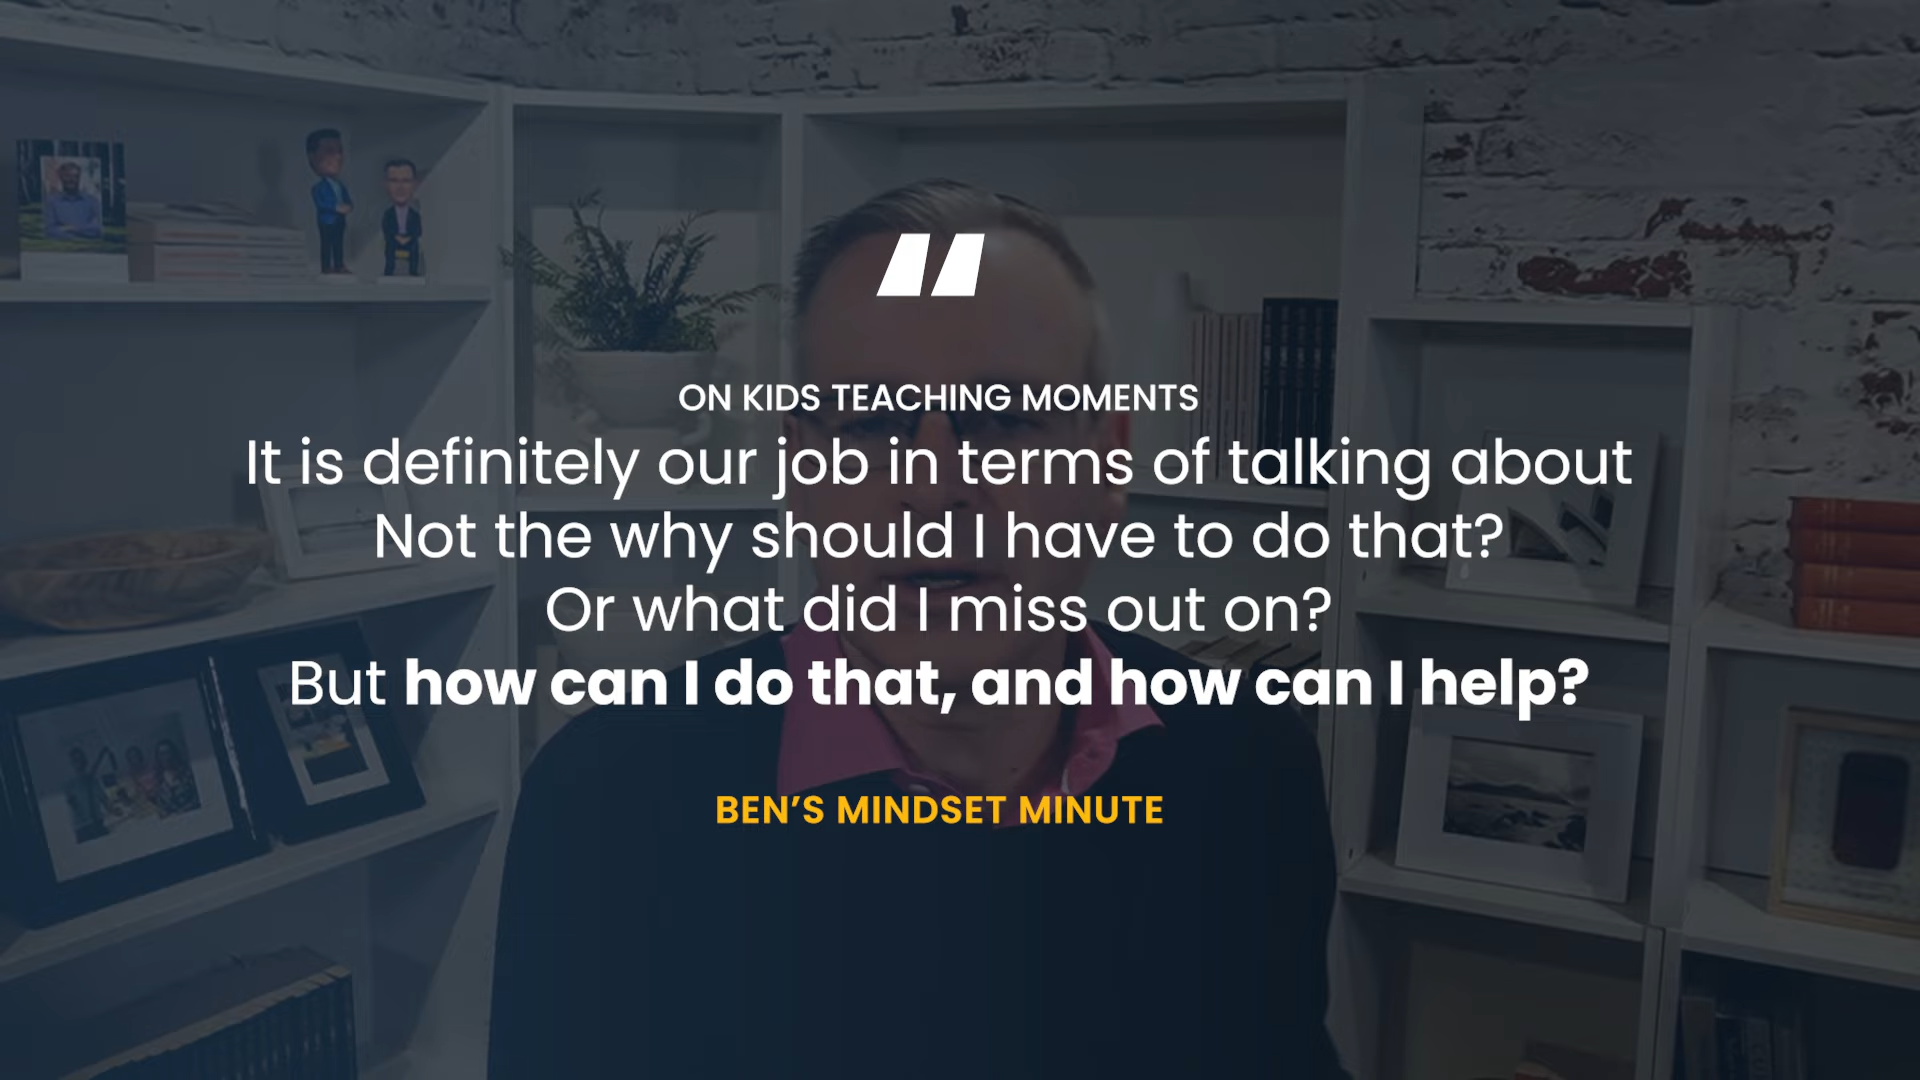 "
ON KIDS TEACHING MOMENTS
It is definitely our job in terms of talking about
Not the why should I have to do that?
Or what did I miss out on?
But how can I do that, and how can I help?
BEN’S MINDSET MINUTE